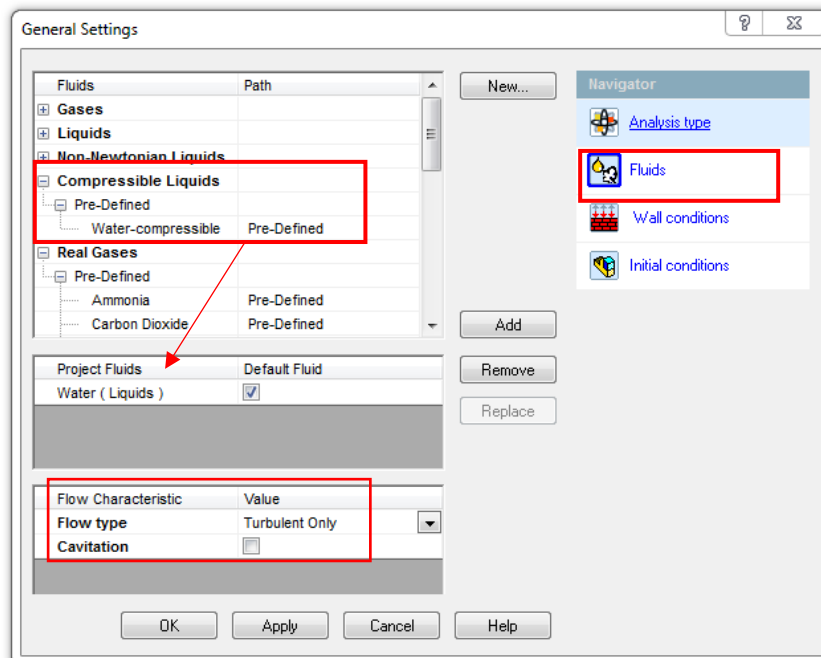 General Settings
Fluids Path
Gases
Liquids
Non-Newtonian Liquids
Compressible Liquids
Pre-Defined
Water-compressible Pre-Defined
Real Gases
Pre-Defined
Ammonia Pre-Defined
Carbon Dioxide Pre-Defined
New...
Add
Navigator
Analysis type
Fluids
Wall conditions
Initial conditions
Project Fluids Default Fluid
Water ( Liquids )
Remove
Replace
Flow Characteristic Value
Flow type Turbulent Only
Cavitation
OK Apply Cancel Help